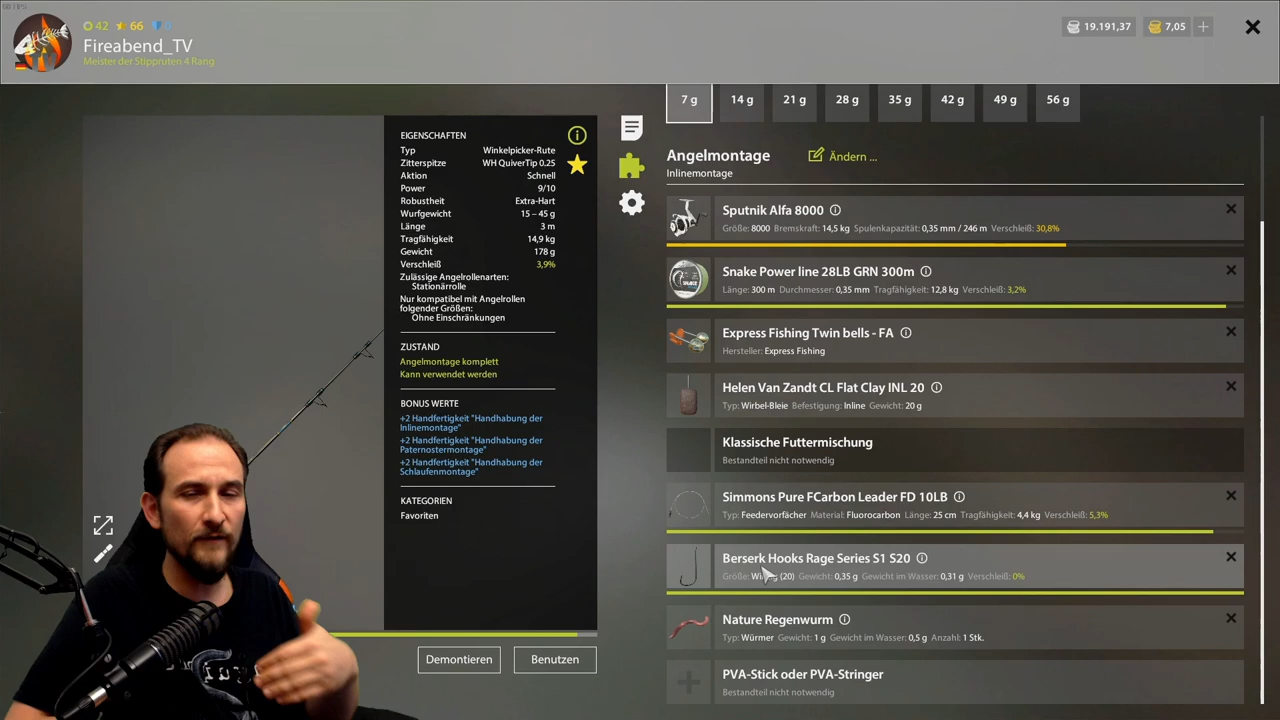 42 66 0
Fireabend_TV
Meister der Stipprüten 4 Rang
19.191,37 7,05
7 g 14 g 21 g 28 g 35 g 42 g 49 g 56 g
EIGENSCHAFTEN
Typ Winkelpicker-Rute
Zitterspitze WH QuiverTip 0.25
Aktion Schnell
Power 9/10
Robustheit Extra-Hart
Wurfgewicht 15 – 45 g
Länge 3 m
Tragfähigkeit 14,9 kg
Gewicht 178 g
Verschleiß 3,9%
Zulässige Angelrollenarten:
Stationärrolle
Nur kompatibel mit Angelrollen
folgender Größen:
Ohne Einschränkungen
ZUSTAND
Angelmontage komplett
Kann verwendet werden
BONUS WERTE
+2 Handfertigkeit "Handhabung der
Inlinemontage"
+2 Handfertigkeit "Handhabung der
Paternostermontage"
+2 Handfertigkeit "Handhabung der
Schlaufenmontage"
KATEGORIEN
Favoriten
Demontieren Benutzen
Angelmontage Ändern ...
Inlinemontage
Sputnik Alfa 8000
Größe: 8000 Bremskraft: 14,5 kg Spulenkapazität: 0,35 mm / 246 m Verschleiß: 30,8%
Snake Power line 28LB GRN 300m
Länge: 300 m Durchmesser: 0,35 mm Tragfähigkeit: 12,8 kg Verschleiß: 3,2%
Express Fishing Twin bells - FA
Hersteller: Express Fishing
Helen Van Zandt CL Flat Clay INL 20
Typ: Wirbel-Bleie Befestigung: Inline Gewicht: 20 g
Klassische Futtermischung
Bestandteil nicht notwendig
Simmons Pure FCarbon Leader FD 10LB
Typ: Feedervorfächer Material: Fluorocarbon Länge: 25 cm Tragfähigkeit: 4,4 kg Verschleiß: 5,3%
Berserk Hooks Rage Series S1 S20
Größe: (20) Gewicht: 0,35 g Gewicht im Wasser: 0,31 g Verschleiß: 0%
Nature Regenwurm
Typ: Würmer Gewicht: 1 g Gewicht im Wasser: 0,5 g Anzahl: 1 Stk.
PVA-Stick oder PVA-Stringer
Bestandteil nicht notwendig